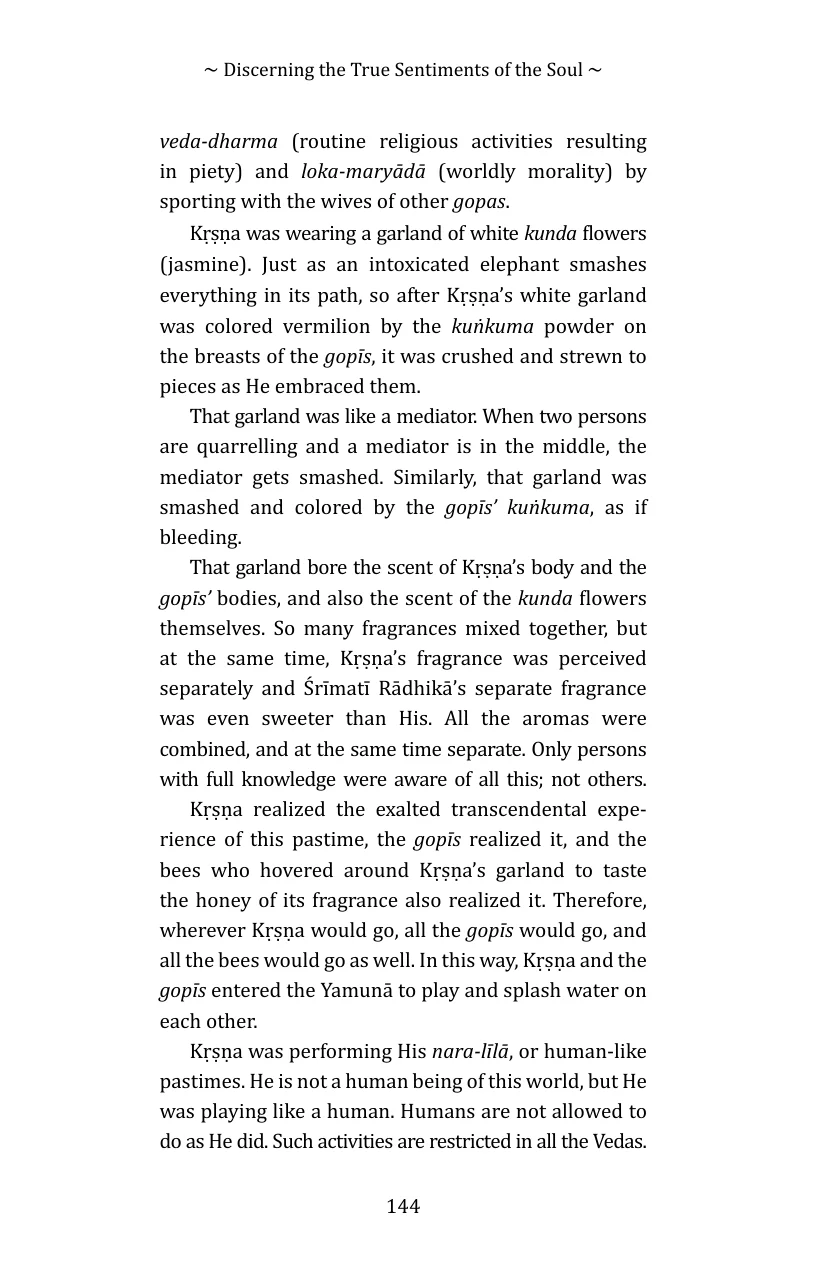 ~ Discerning the True Sentiments of the Soul ~
veda-dharma (routine religious activities resulting
in piety) and loka-maryādā (worldly morality) by
sporting with the wives of other gopas.
Kṛṣṇa was wearing a garland of white kunda flowers
(jasmine). Just as an intoxicated elephant smashes
everything in its path, so after Kṛṣṇa’s white garland
was colored vermilion by the kuṅkuma powder on
the breasts of the gopīs, it was crushed and strewn to
pieces as He embraced them.
That garland was like a mediator. When two persons
are quarrelling and a mediator is in the middle, the
mediator gets smashed. Similarly, that garland was
smashed and colored by the gopīs’ kuṅkuma, as if
bleeding.
That garland bore the scent of Kṛṣṇa’s body and the
gopīs’ bodies, and also the scent of the kunda flowers
themselves. So many fragrances mixed together, but
at the same time, Kṛṣṇa’s fragrance was perceived
separately and Śrīmatī Rādhikā’s separate fragrance
was even sweeter than His. All the aromas were
combined, and at the same time separate. Only persons
with full knowledge were aware of all this; not others.
Kṛṣṇa realized the exalted transcendental expe-
rience of this pastime, the gopīs realized it, and the
bees who hovered around Kṛṣṇa’s garland to taste
the honey of its fragrance also realized it. Therefore,
wherever Kṛṣṇa would go, all the gopīs would go, and
all the bees would go as well. In this way, Kṛṣṇa and the
gopīs entered the Yamunā to play and splash water on
each other.
Kṛṣṇa was performing His nara-līlā, or human-like
pastimes. He is not a human being of this world, but He
was playing like a human. Humans are not allowed to
do as He did. Such activities are restricted in all the Vedas.
144